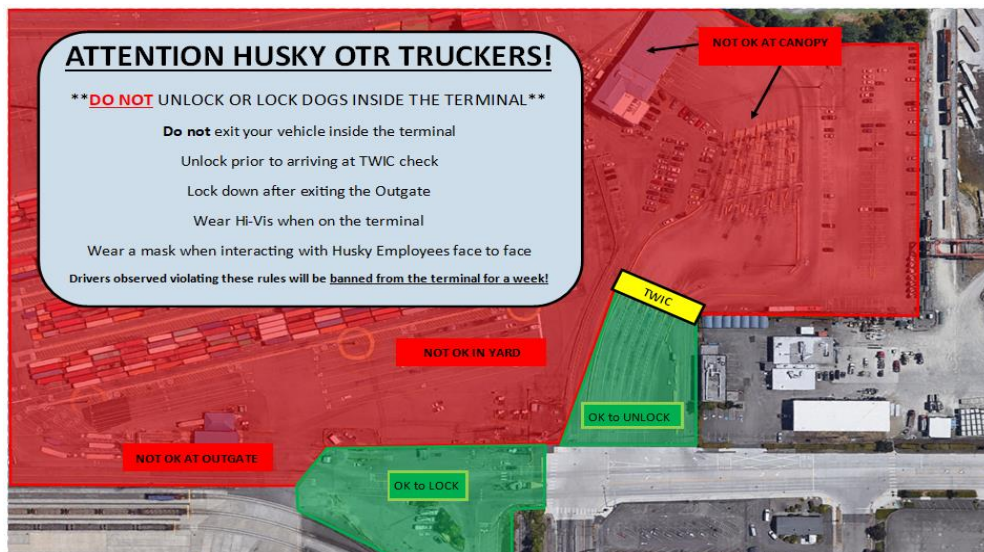 ATTENTION HUSKY OTR TRUCKERS!
**DO NOT UNLOCK OR LOCK DOGS INSIDE THE TERMINAL**
Do not exit your vehicle inside the terminal
Unlock prior to arriving at TWIC check
Lock down after exiting the Outgate
Wear Hi-Vis when on the terminal
Wear a mask when interacting with Husky Employees face to face
Drivers observed violating these rules will be banned from the terminal for a week!
NOT OK AT CANOPY
TWIC
NOT OK IN YARD
OK to UNLOCK
NOT OK AT OUTGATE
OK to LOCK